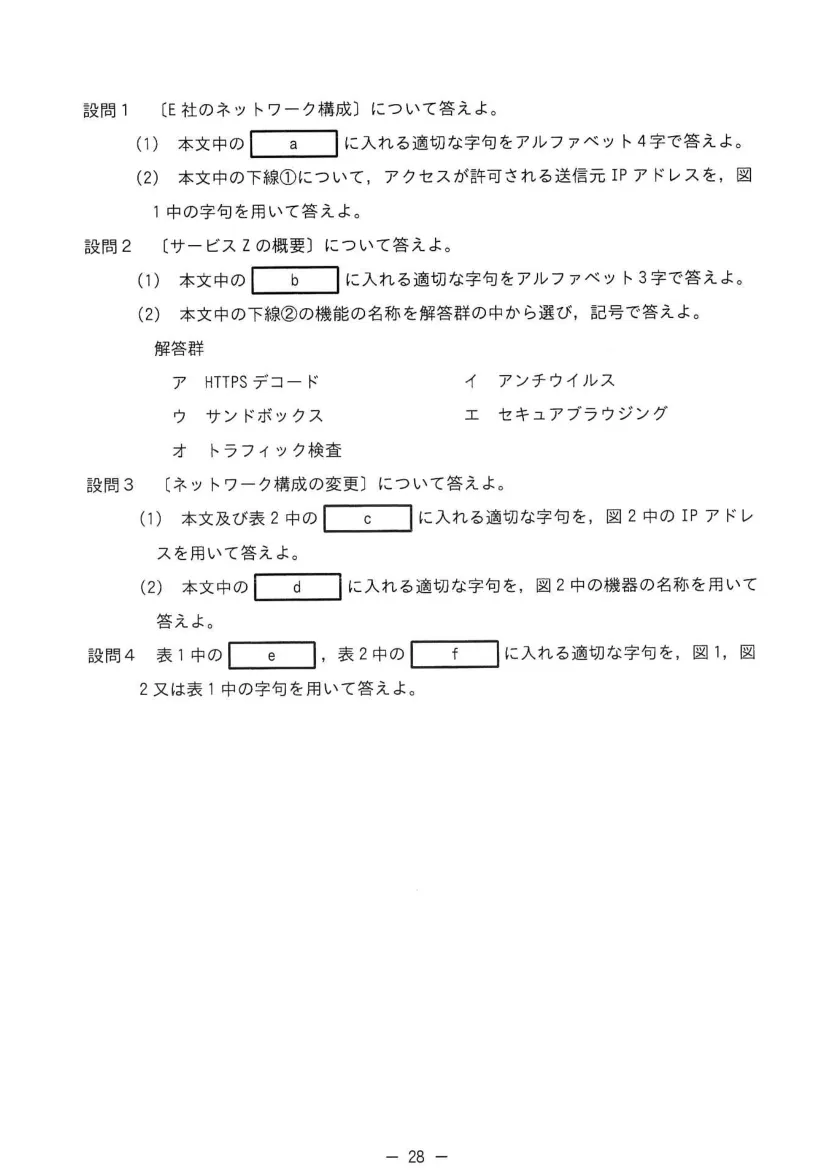 設問1 〔E社のネットワーク構成〕について答えよ。
(1) 本文中の a に入れる適切な字句をアルファベット4字で答えよ。
(2) 本文中の下線①について，アクセスが許可される送信元 IP アドレスを，図
1中の字句を用いて答えよ。
設問2 〔サービス Z の概要〕について答えよ。
(1) 本文中の b に入れる適切な字句をアルファベット3字で答えよ。
(2) 本文中の下線②の機能の名称を解答群の中から選び，記号で答えよ。
解答群
ア HTTPS デコード イ アンチウイルス
ウ サンドボックス エ セキュアブラウジング
オ トラフィック検査
設問3 〔ネットワーク構成の変更〕について答えよ。
(1) 本文及び表2中の c に入れる適切な字句を，図2中の IP アドレ
スを用いて答えよ。
(2) 本文中の d に入れる適切な字句を，図2中の機器の名称を用いて
答えよ。
設問4 表1中の e ，表2中の f に入れる適切な字句を，図1，図
2又は表1中の字句を用いて答えよ。
— 28 —